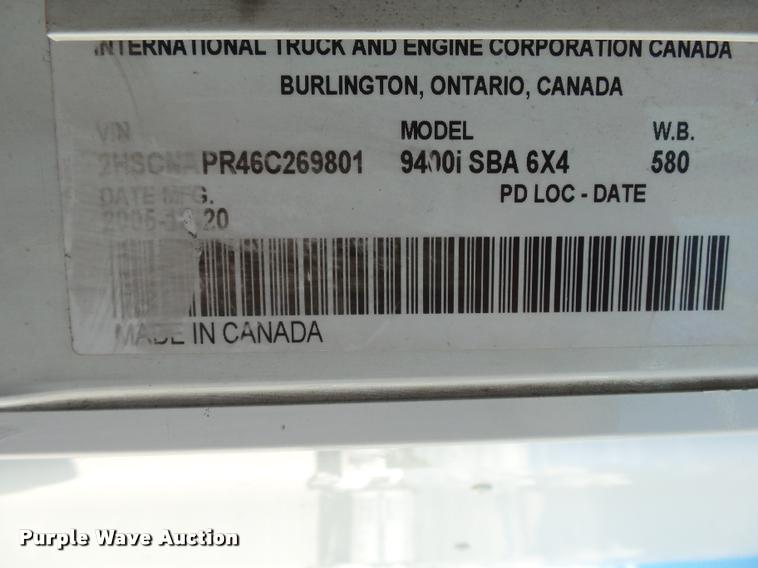 INTERNATIONAL TRUCK AND ENGINE CORPORATION CANADA
BURLINGTON, ONTARIO, CANADA
VIN MODEL W.B.
PR46C269801 9400i SBA 6X4 580
DATE MFG. PD LOC - DATE
20
MADE IN CANADA
Purple Wave Auction